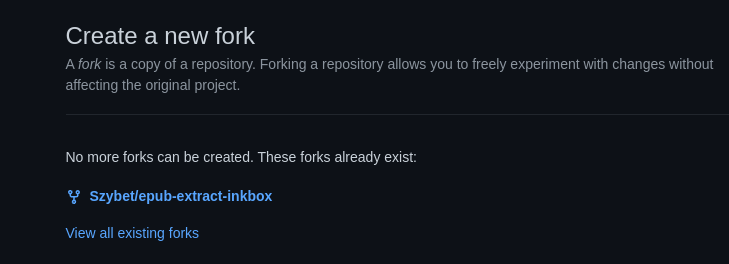 Create a new fork
A fork is a copy of a repository. Forking a repository allows you to freely experiment with changes without
affecting the original project.
No more forks can be created. These forks already exist:
Szybet/epub-extract-inkbox
View all existing forks